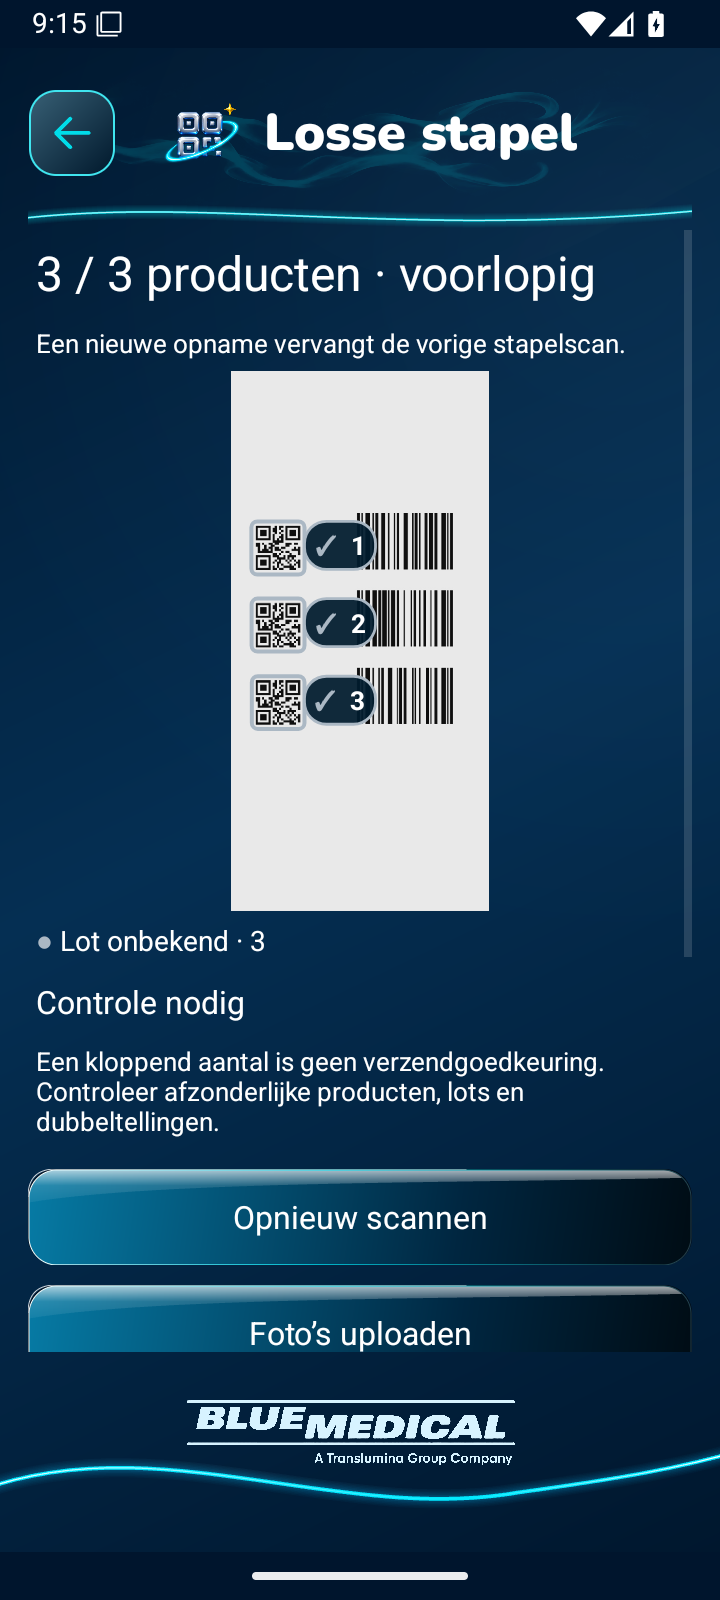 9:15
Losse stapel
3 / 3 producten · voorlopig
Een nieuwe opname vervangt de vorige stapelscan.
✓ 1
✓ 2
✓ 3
Lot onbekend · 3
Controle nodig
Een kloppend aantal is geen verzendgoedkeuring.
Controleer afzonderlijke producten, lots en
dubbeltellingen.
Opnieuw scannen
Foto’s uploaden
BLUEMEDICAL
A Translumina Group Company